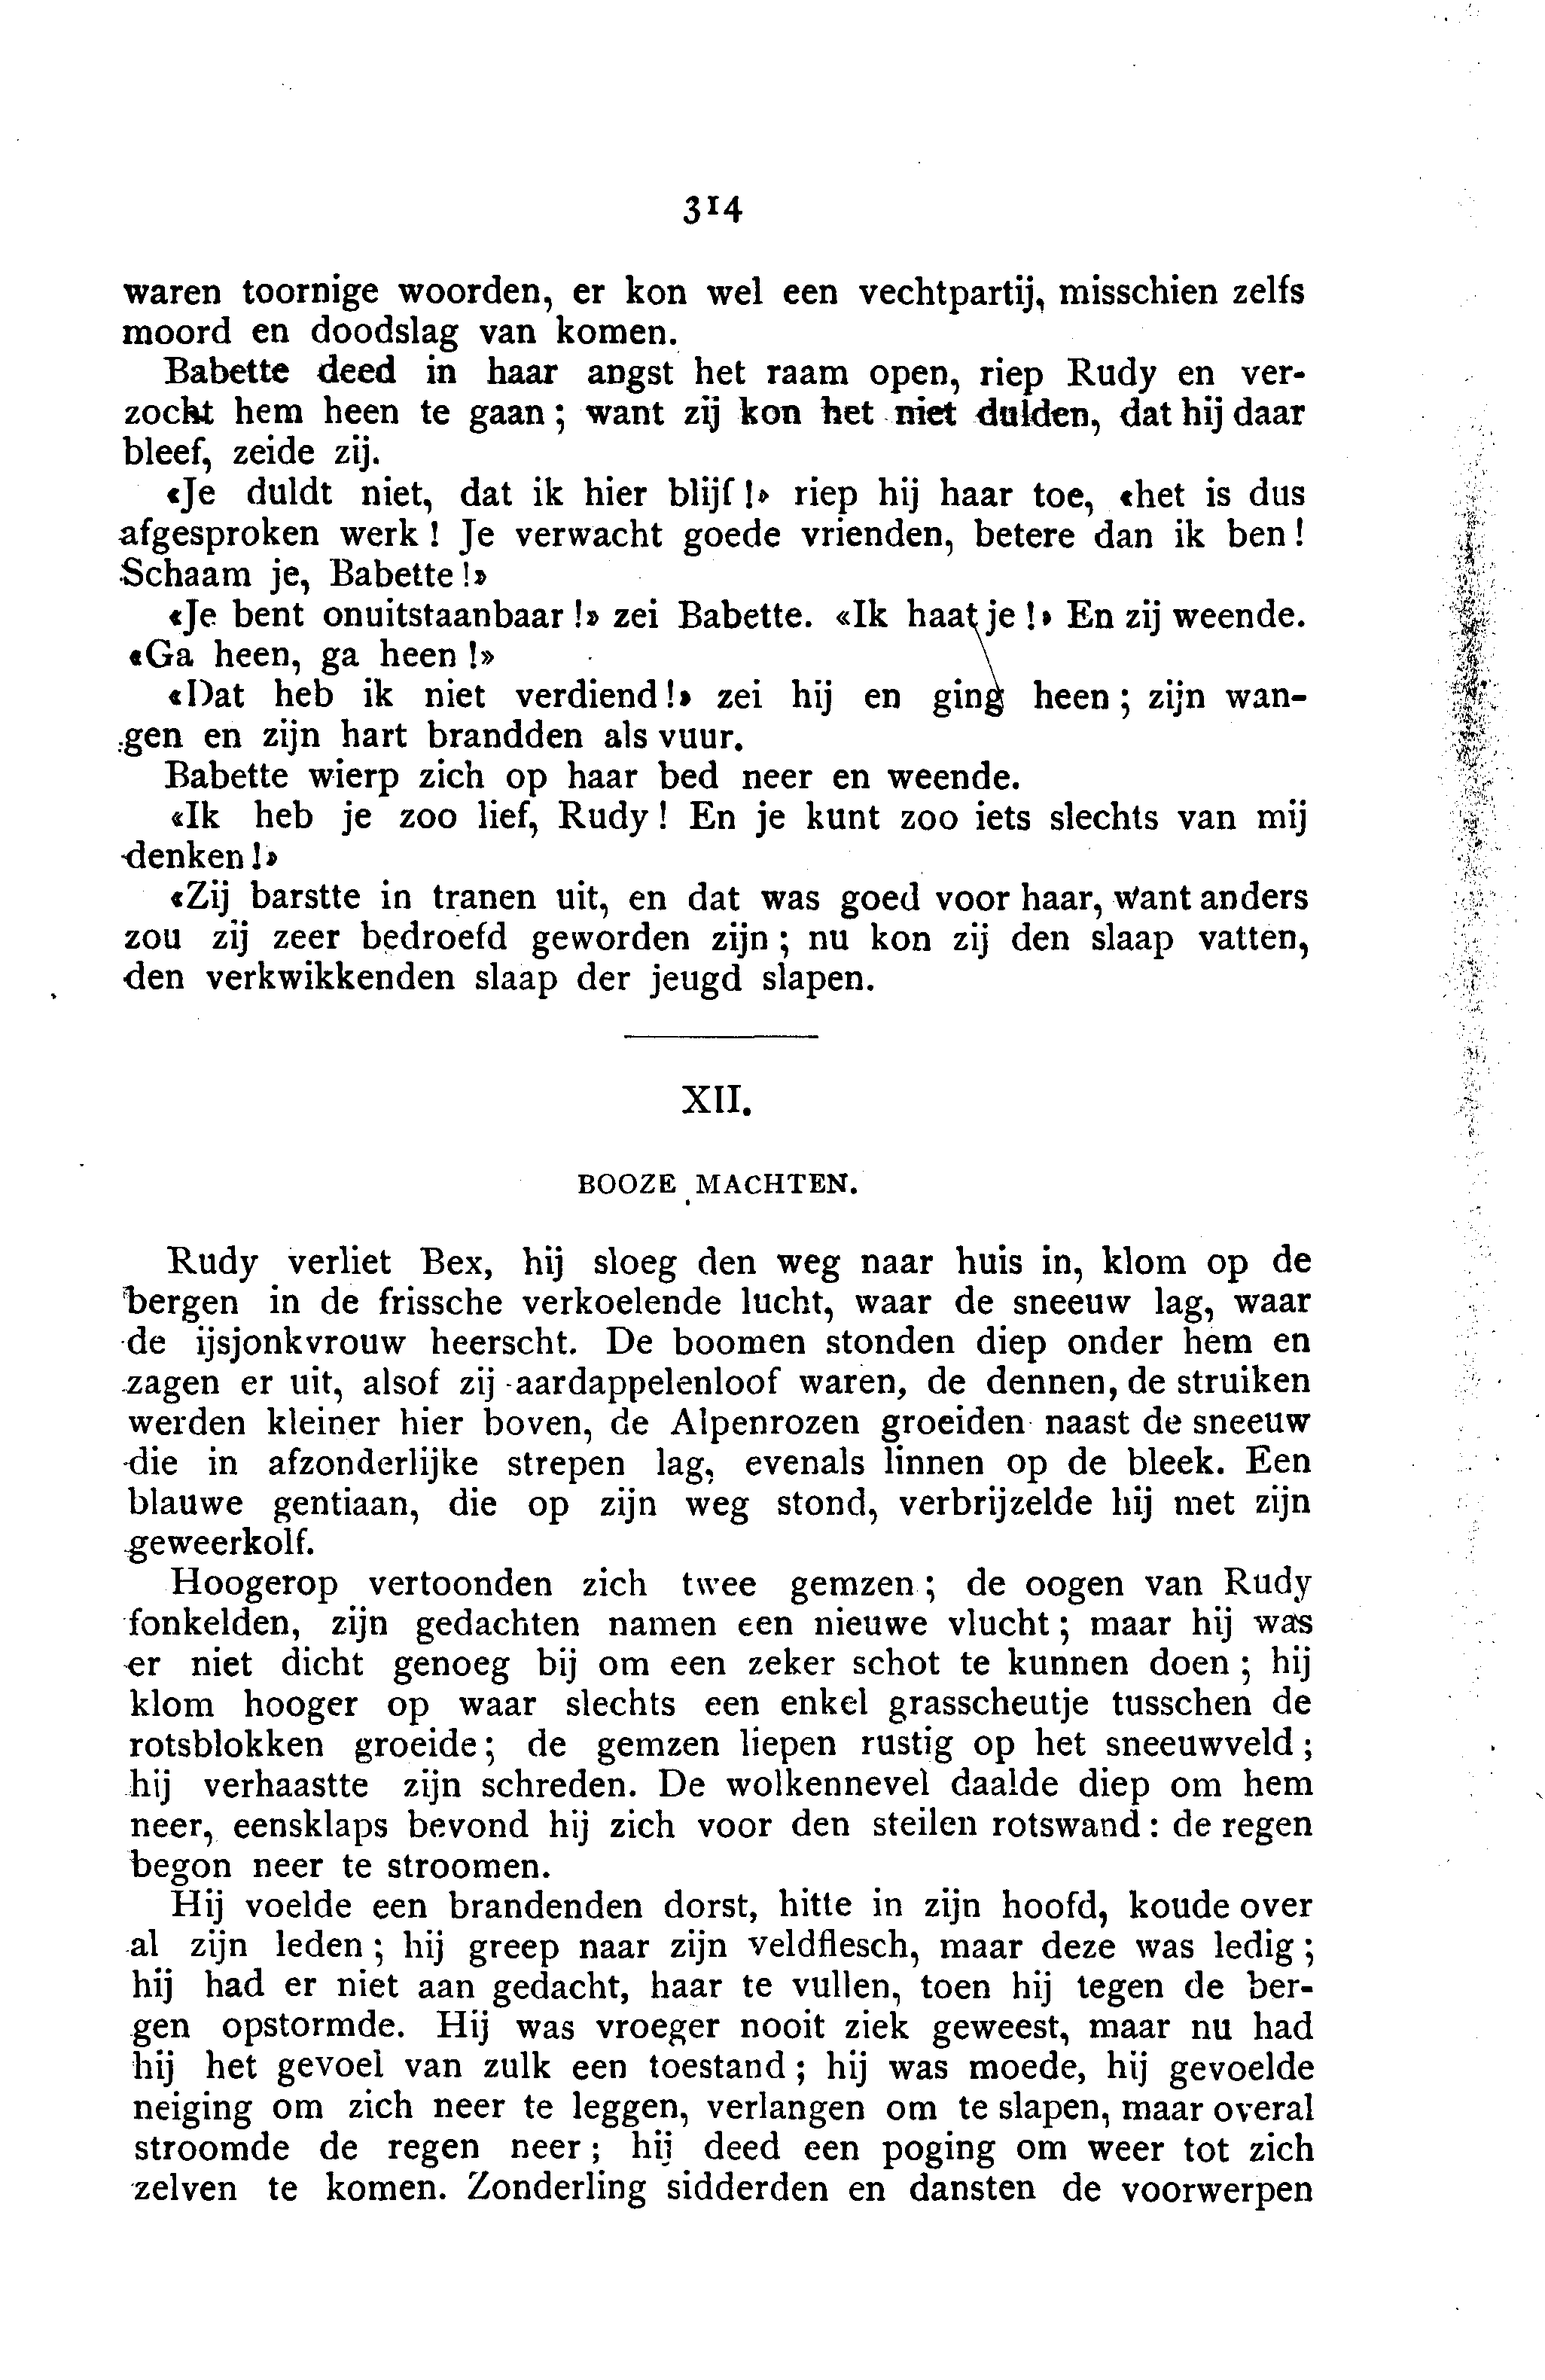 314
waren toornige woorden, er kon wel een vechtpartij, misschien zelfs
moord en doodslag van komen.
Babette deed in haar angst het raam open, riep Rudy en ver-
zocht hem heen te gaan; want zij kon het niet dulden, dat hij daar
bleef, zeide zij.
«Je duldt niet, dat ik hier blijf!» riep hij haar toe, «het is dus
afgesproken werk! Je verwacht goede vrienden, betere dan ik ben!
Schaam je, Babette!»
«Je bent onuitstaanbaar!» zei Babette. «Ik haat je!» En zij weende.
«Ga heen, ga heen!»
«Dat heb ik niet verdiend!» zei hij en ging heen; zijn wan-
gen en zijn hart brandden als vuur.
Babette wierp zich op haar bed neer en weende.
«Ik heb je zoo lief, Rudy! En je kunt zoo iets slechts van mij
denken!»
«Zij barstte in tranen uit, en dat was goed voor haar, want anders
zou zij zeer bedroefd geworden zijn; nu kon zij den slaap vatten,
den verkwikkenden slaap der jeugd slapen.
XII.
BOOZE MACHTEN.
Rudy verliet Bex, hij sloeg den weg naar huis in, klom op de
bergen in de frissche verkoelende lucht, waar de sneeuw lag, waar
de ijsjonkvrouw heerscht. De boomen stonden diep onder hem en
zagen er uit, alsof zij aardappelenloof waren, de dennen, de struiken
werden kleiner hier boven, de Alpenrozen groeiden naast de sneeuw
die in afzonderlijke strepen lag, evenals linnen op de bleek. Een
blauwe gentiaan, die op zijn weg stond, verbrijzelde hij met zijn
geweerkolf.
Hoogerop vertoonden zich twee gemzen; de oogen van Rudy
fonkelden, zijn gedachten namen een nieuwe vlucht; maar hij was
er niet dicht genoeg bij om een zeker schot te kunnen doen; hij
klom hooger op waar slechts een enkel grasscheutje tusschen de
rotsblokken groeide; de gemzen liepen rustig op het sneeuwveld;
hij verhaastte zijn schreden. De wolkennevel daalde diep om hem
neer, eensklaps bevond hij zich voor den steilen rotswand: de regen
begon neer te stroomen.
Hij voelde een brandenden dorst, hitte in zijn hoofd, koude over
al zijn leden; hij greep naar zijn veldflesch, maar deze was ledig;
hij had er niet aan gedacht, haar te vullen, toen hij tegen de ber-
gen opstormde. Hij was vroeger nooit ziek geweest, maar nu had
hij het gevoel van zulk een toestand; hij was moede, hij gevoelde
neiging om zich neer te leggen, verlangen om te slapen, maar overal
stroomde de regen neer; hij deed een poging om weer tot zich
zelven te komen. Zonderling sidderden en dansten de voorwerpen